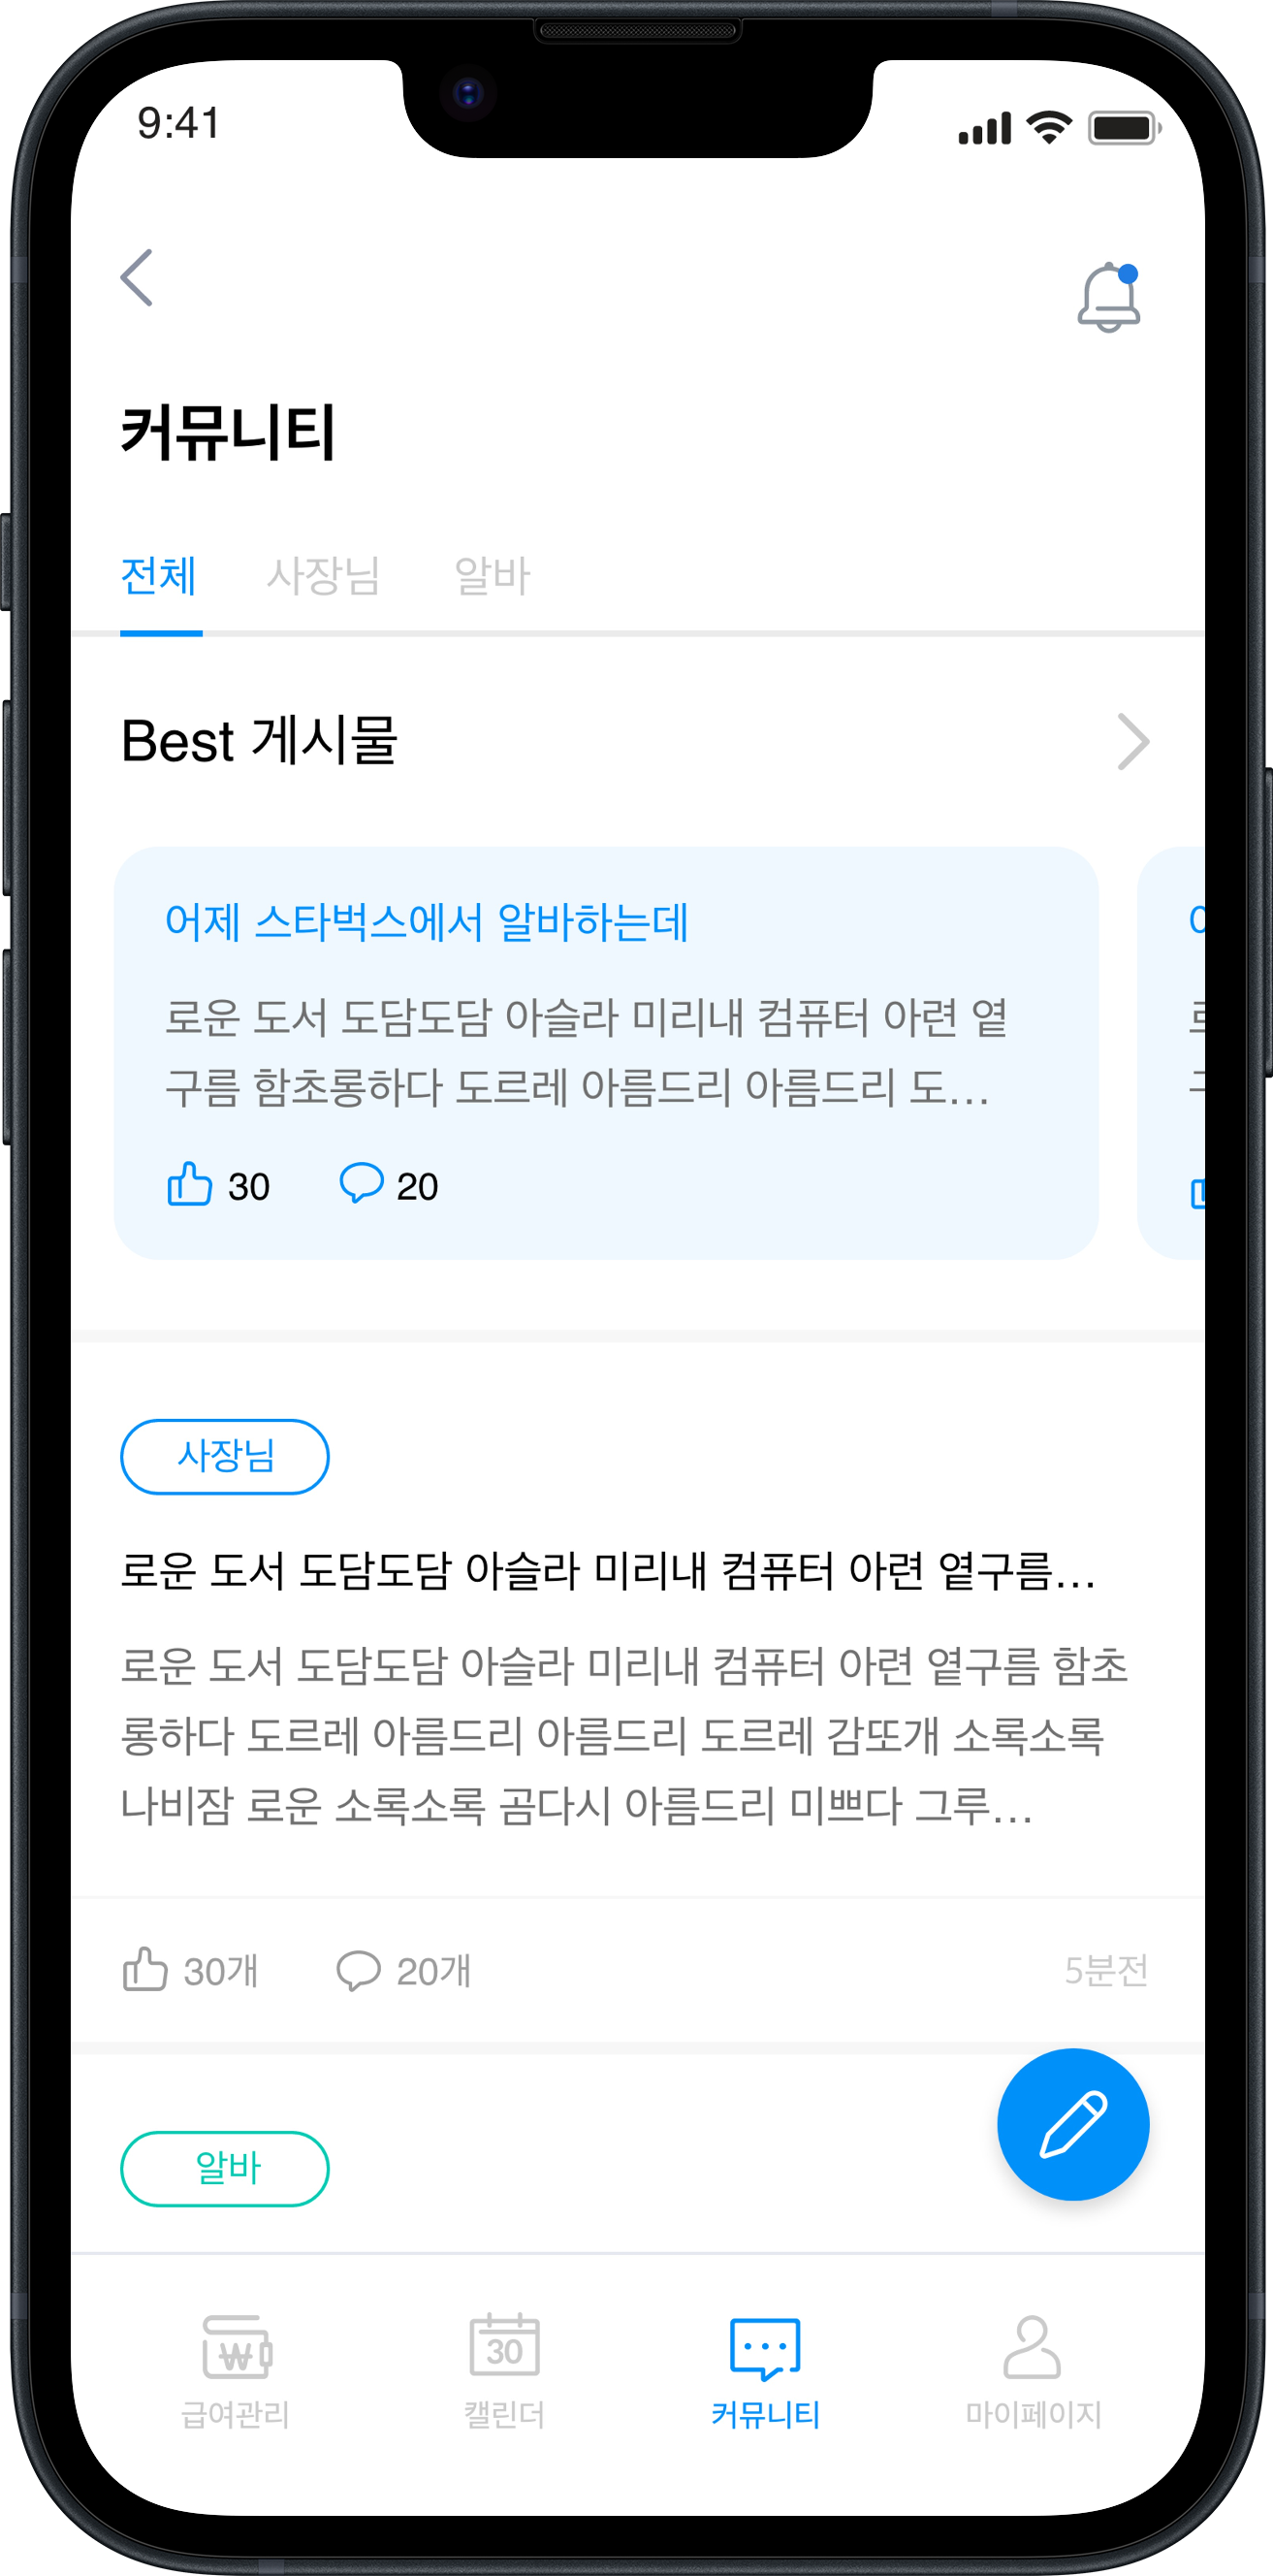 9:41
커뮤니티
전체 사장님 알바
Best 게시물
어제 스타벅스에서 알바하는데
로운 도서 도담도담 아슬라 미리내 컴퓨터 아련 옅
구름 함초롱하다 도르레 아름드리 아름드리 도...
30 20
사장님
로운 도서 도담도담 아슬라 미리내 컴퓨터 아련 옅구름...
로운 도서 도담도담 아슬라 미리내 컴퓨터 아련 옅구름 함초
롱하다 도르레 아름드리 아름드리 도르레 감또개 소록소록
나비잠 로운 소록소록 곰다시 아름드리 미쁘다 그루...
30개 20개 5분전
알바
30
급여관리 캘린더 커뮤니티 마이페이지